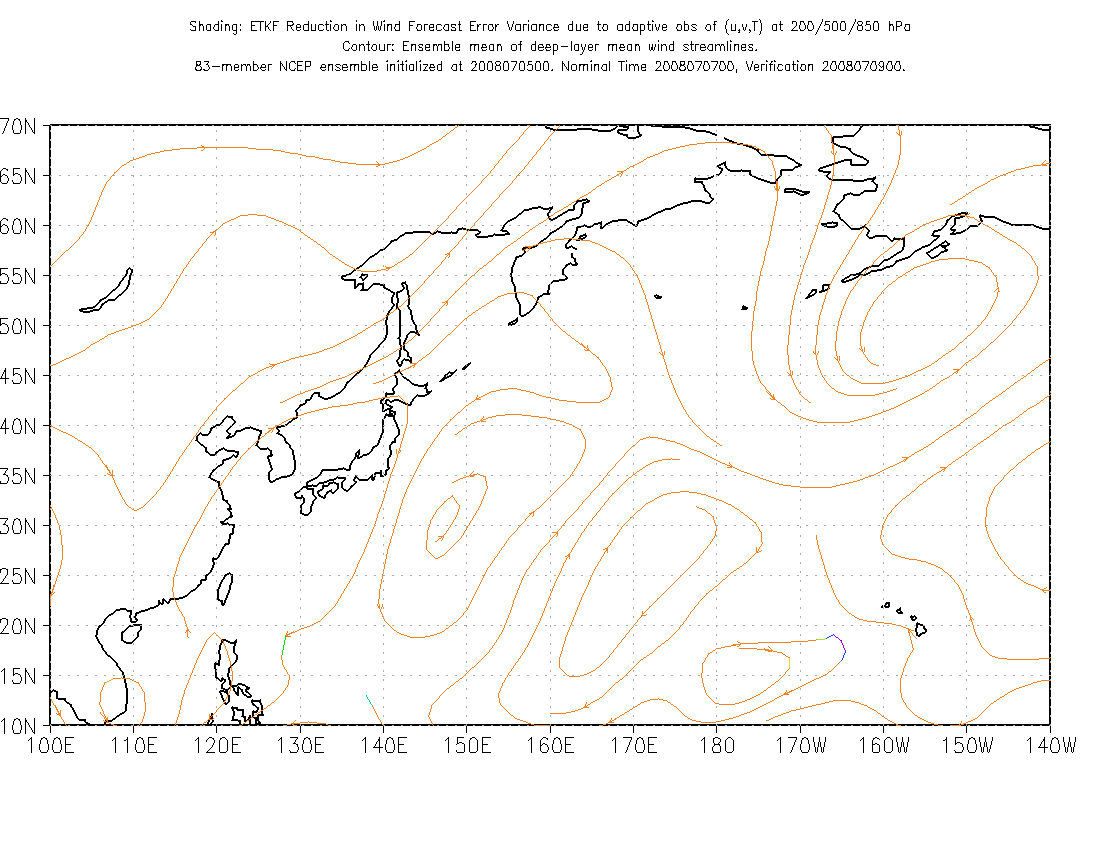 Shading: ETKF Reduction in Wind Forecast Error Variance due to adaptive obs of (u,v,T) at 200/500/850 hPa
Contour: Ensemble mean of deep-layer mean wind streamlines.
83-member NCEP ensemble initialized at 2008070500. Nominal Time 2008070700, Verification 2008070900.
70N
65N
60N
55N
50N
45N
40N
35N
30N
25N
20N
15N
10N
100E 110E 120E 130E 140E 150E 160E 170E 180 170W 160W 150W 140W